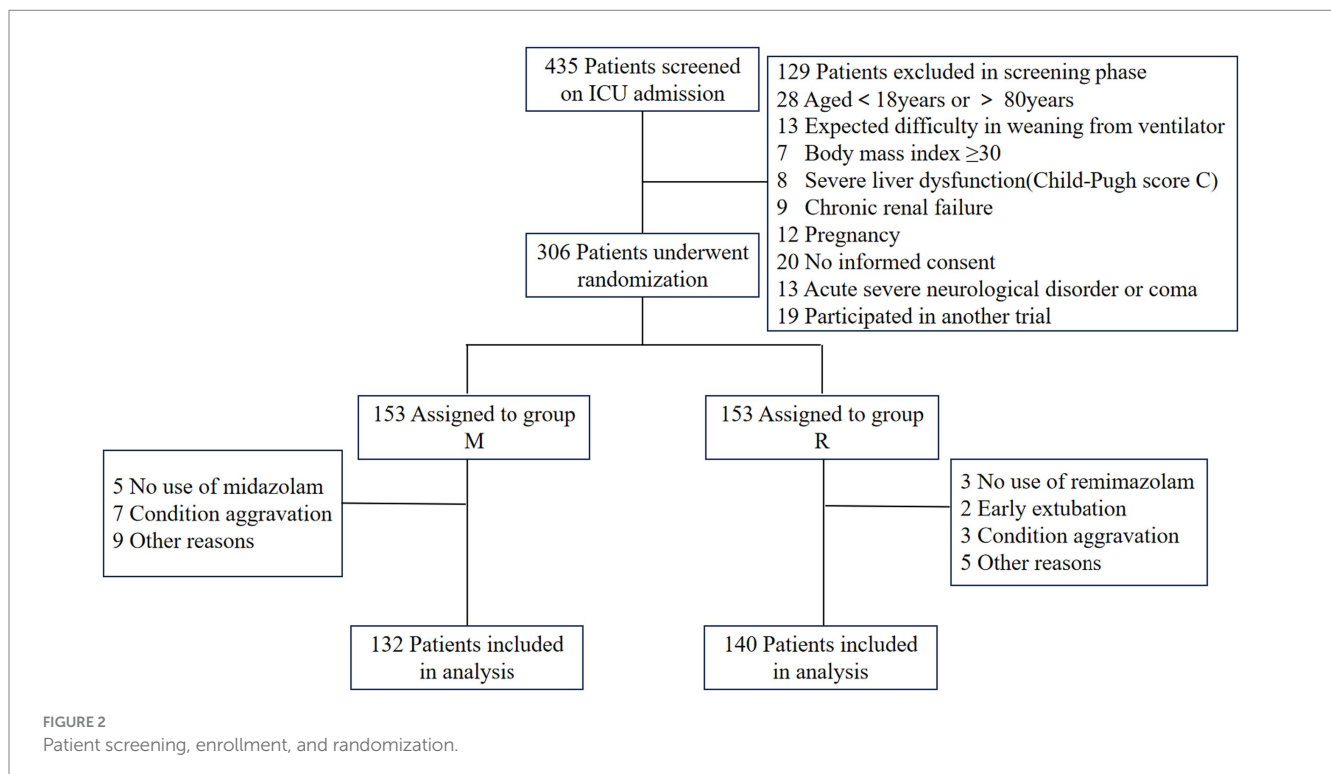 435 Patients screened
on ICU admission
129 Patients excluded in screening phase
28 Aged < 18years or > 80years
13 Expected difficulty in weaning from ventilator
7 Body mass index ≥30
8 Severe liver dysfunction(Child-Pugh score C)
9 Chronic renal failure
12 Pregnancy
20 No informed consent
13 Acute severe neurological disorder or coma
19 Participated in another trial
306 Patients underwent
randomization
153 Assigned to group
M
153 Assigned to group
R
5 No use of midazolam
7 Condition aggravation
9 Other reasons
3 No use of remimazolam
2 Early extubation
3 Condition aggravation
5 Other reasons
132 Patients included
in analysis
140 Patients included
in analysis
FIGURE 2
Patient screening, enrollment, and randomization.